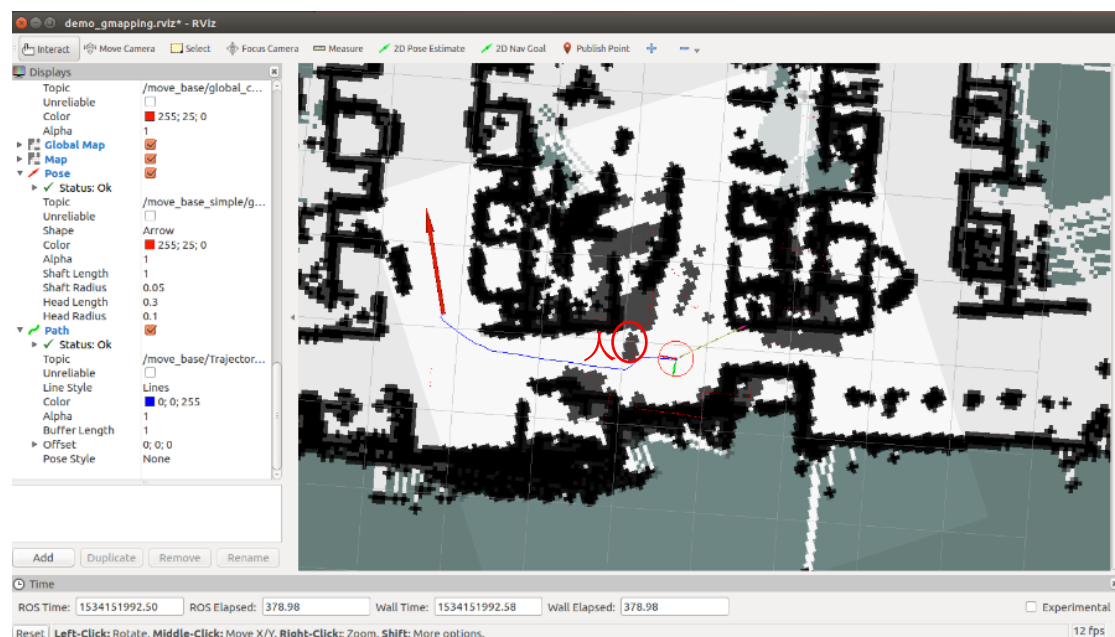 demo_gmapping.rviz* - RViz
Interact Move Camera Select Focus Camera Measure 2D Pose Estimate 2D Nav Goal Publish Point
Displays
Topic /move_base/global_c...
Unreliable
Color 255; 25; 0
Alpha 1
Global Map
Map
Pose
Status: Ok
Topic /move_base_simple/g...
Unreliable
Shape Arrow
Color 255; 25; 0
Alpha 1
Shaft Length 1
Shaft Radius 0.05
Head Length 0.3
Head Radius 0.1
Path
Status: Ok
Topic /move_base/Trajector...
Unreliable
Line Style Lines
Color 0; 0; 255
Alpha 1
Buffer Length 1
Offset 0; 0; 0
Pose Style None
人
Add Duplicate Remove Rename
Time
ROS Time: 1534151992.50 ROS Elapsed: 378.98 Wall Time: 1534151992.58 Wall Elapsed: 378.98 Experimental
Reset Left-Click: Rotate. Middle-Click: Move X/Y. Right-Click:: Zoom. Shift: More options. 12 fps